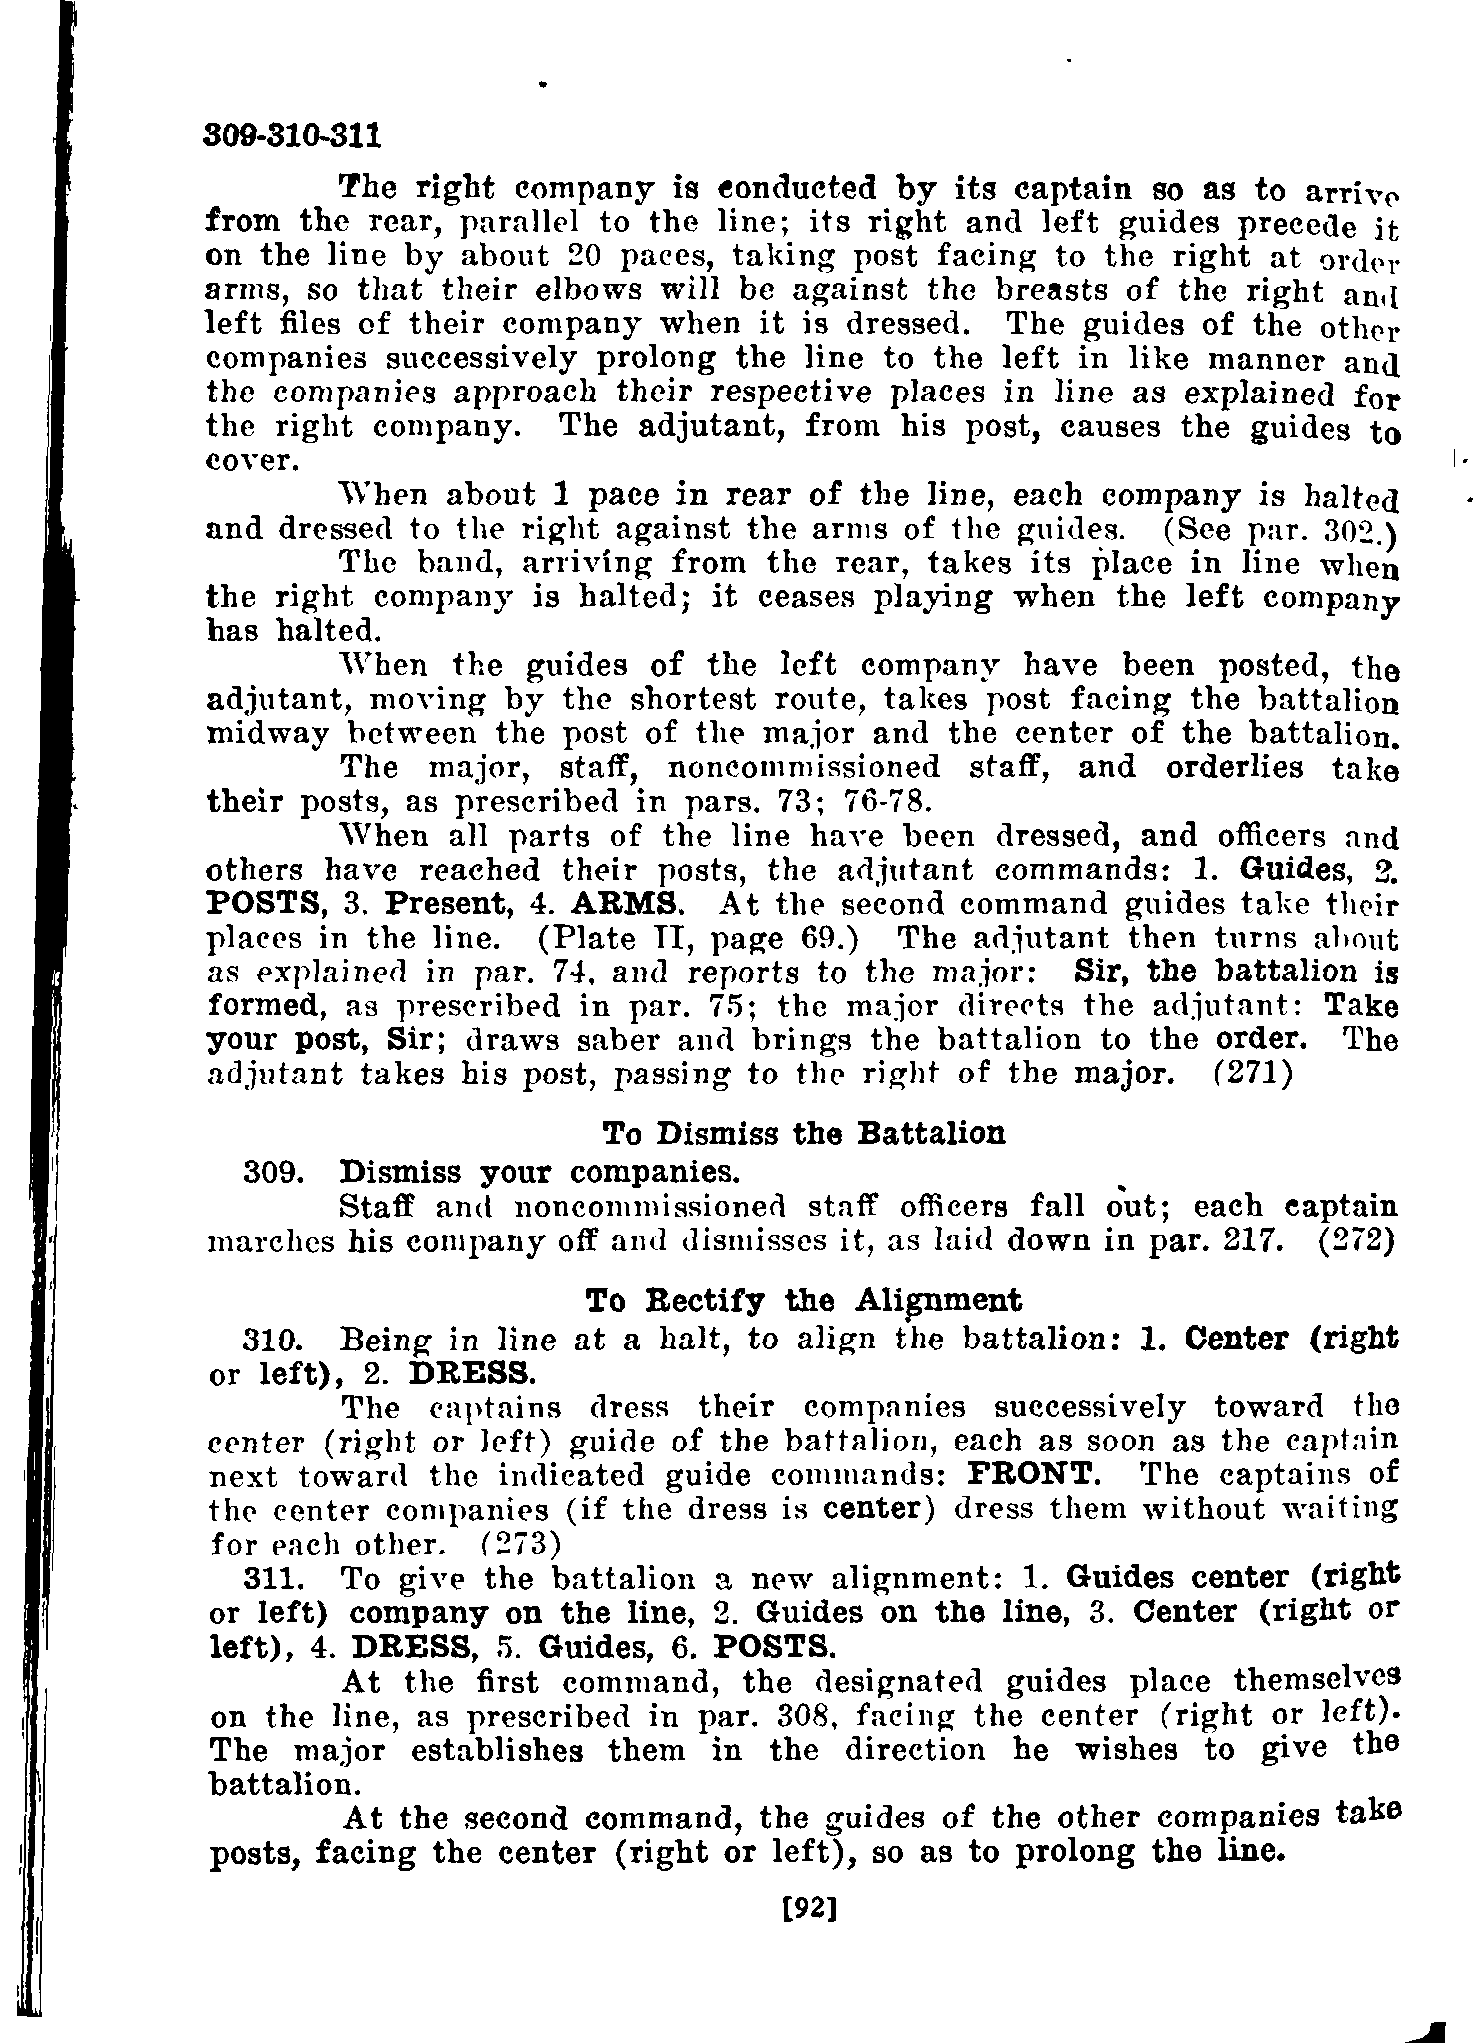 309-310-311
The right company is conducted by its captain so as to arrive
from the rear, parallel to the line; its right and left guides precede it
on the line by about 20 paces, taking post facing to the right at order
arms, so that their elbows will be against the breasts of the right and
left files of their company when it is dressed. The guides of the other
companies successively prolong the line to the left in like manner and
the companies approach their respective places in line as explained for
the right company. The adjutant, from his post, causes the guides to
cover.
When about 1 pace in rear of the line, each company is halted
and dressed to the right against the arms of the guides. (See par. 302.)
The band, arriving from the rear, takes its place in line when
the right company is halted; it ceases playing when the left company
has halted.
When the guides of the left company have been posted, the
adjutant, moving by the shortest route, takes post facing the battalion
midway between the post of the major and the center of the battalion.
The major, staff, noncommissioned staff, and orderlies take
their posts, as prescribed in pars. 73; 76-78.
When all parts of the line have been dressed, and officers and
others have reached their posts, the adjutant commands: 1. Guides, 2.
POSTS, 3. Present, 4. ARMS. At the second command guides take their
places in the line. (Plate II, page 69.) The adjutant then turns about
as explained in par. 74, and reports to the major: Sir, the battalion is
formed, as prescribed in par. 75; the major directs the adjutant: Take
your post, Sir; draws saber and brings the battalion to the order. The
adjutant takes his post, passing to the right of the major. (271)
To Dismiss the Battalion
309. Dismiss your companies.
Staff and noncommissioned staff officers fall out; each captain
marches his company off and dismisses it, as laid down in par. 217. (272)
To Rectify the Alignment
310. Being in line at a halt, to align the battalion: 1. Center (right
or left), 2. DRESS.
The captains dress their companies successively toward the
center (right or left) guide of the battalion, each as soon as the captain
next toward the indicated guide commands: FRONT. The captains of
the center companies (if the dress is center) dress them without waiting
for each other. (273)
311. To give the battalion a new alignment: 1. Guides center (right
or left) company on the line, 2. Guides on the line, 3. Center (right or
left), 4. DRESS, 5. Guides, 6. POSTS.
At the first command, the designated guides place themselves
on the line, as prescribed in par. 308, facing the center (right or left).
The major establishes them in the direction he wishes to give the
battalion.
At the second command, the guides of the other companies take
posts, facing the center (right or left), so as to prolong the line.
[92]